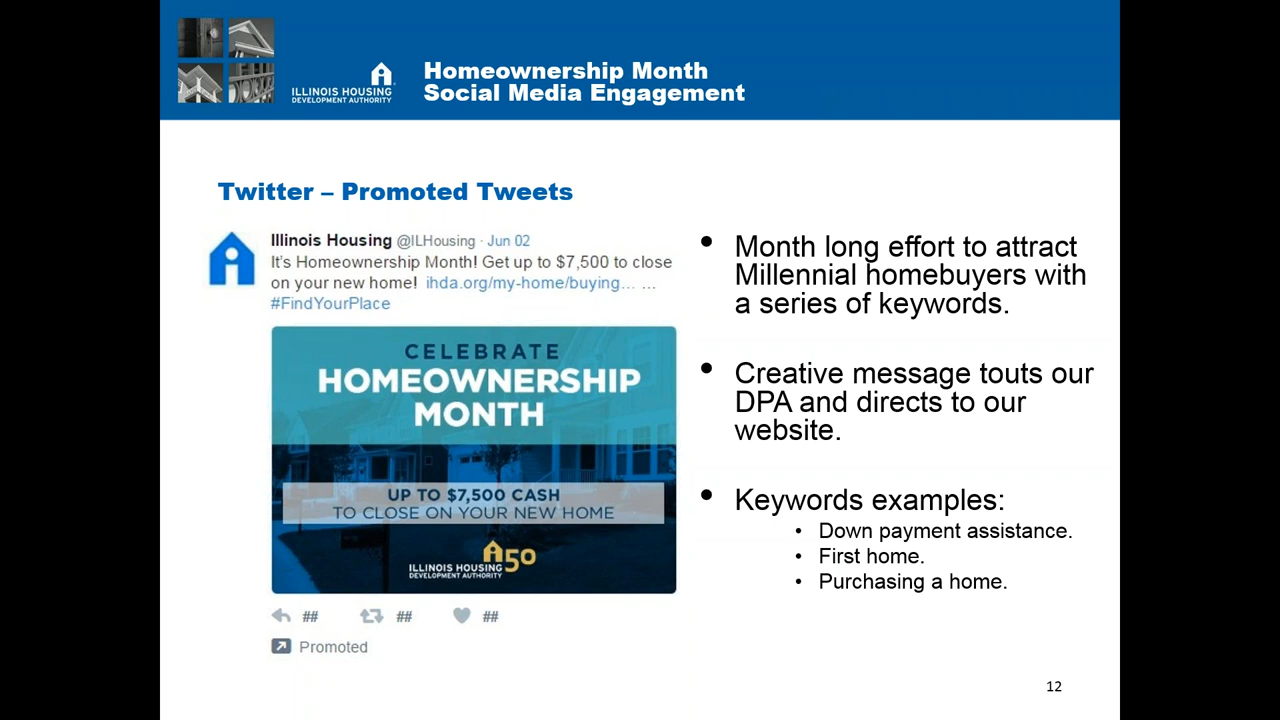 ILLINOIS HOUSING
DEVELOPMENT AUTHORITY
Homeownership Month
Social Media Engagement
Twitter – Promoted Tweets
Illinois Housing @ILHousing · Jun 02
It's Homeownership Month! Get up to $7,500 to close
on your new home! ihda.org/my-home/buying… …
#FindYourPlace
CELEBRATE
HOMEOWNERSHIP
MONTH
UP TO $7,500 CASH
TO CLOSE ON YOUR NEW HOME
ILLINOIS HOUSING
DEVELOPMENT AUTHORITY
50
## ## ##
Promoted
• Month long effort to attract
Millennial homebuyers with
a series of keywords.
• Creative message touts our
DPA and directs to our
website.
• Keywords examples:
• Down payment assistance.
• First home.
• Purchasing a home.
12